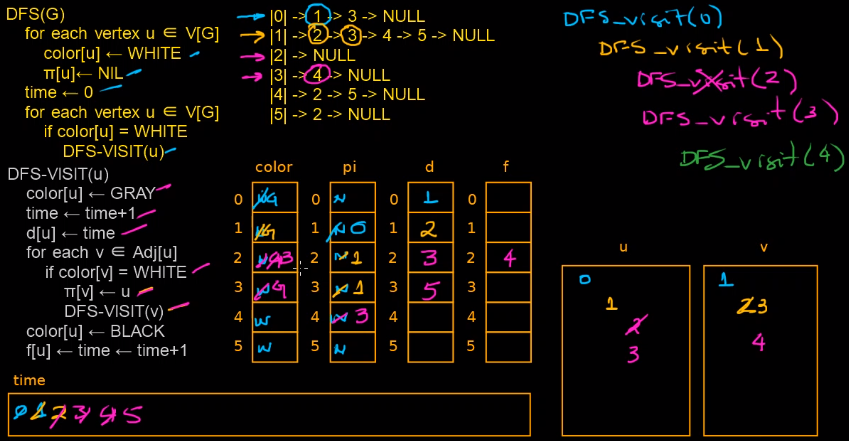 DFS(G)
for each vertex u ∈ V[G]
color[u] ← WHITE
π[u]← NIL
time ← 0
for each vertex u ∈ V[G]
if color[u] = WHITE
DFS-VISIT(u)
DFS-VISIT(u)
color[u] ← GRAY
time ← time+1
d[u] ← time
for each v ∈ Adj[u]
if color[v] = WHITE
π[v] ← u
DFS-VISIT(v)
color[u] ← BLACK
f[u] ← time ← time+1
|0| -> 1 -> 3 -> NULL
|1| -> 2 -> 3 -> 4 -> 5 -> NULL
|2| -> NULL
|3| -> 4 -> NULL
|4| -> 2 -> 5 -> NULL
|5| -> 2 -> NULL
DFS_visit(0)
DFS_visit(1)
DFS_visit(2)
DFS_visit(3)
DFS_visit(4)
color pi d f
0 G 0 N 0 1 0
1 G 1 N 0 1 2 1
2 W G B 2 N 1 2 3 2 4
3 W G 3 N 1 3 5 3
4 W 4 N 3 4 4
5 W 5 N 5 5
u v
0 1
1 2 3
2
3 4
time
0 1 2 3 4 5